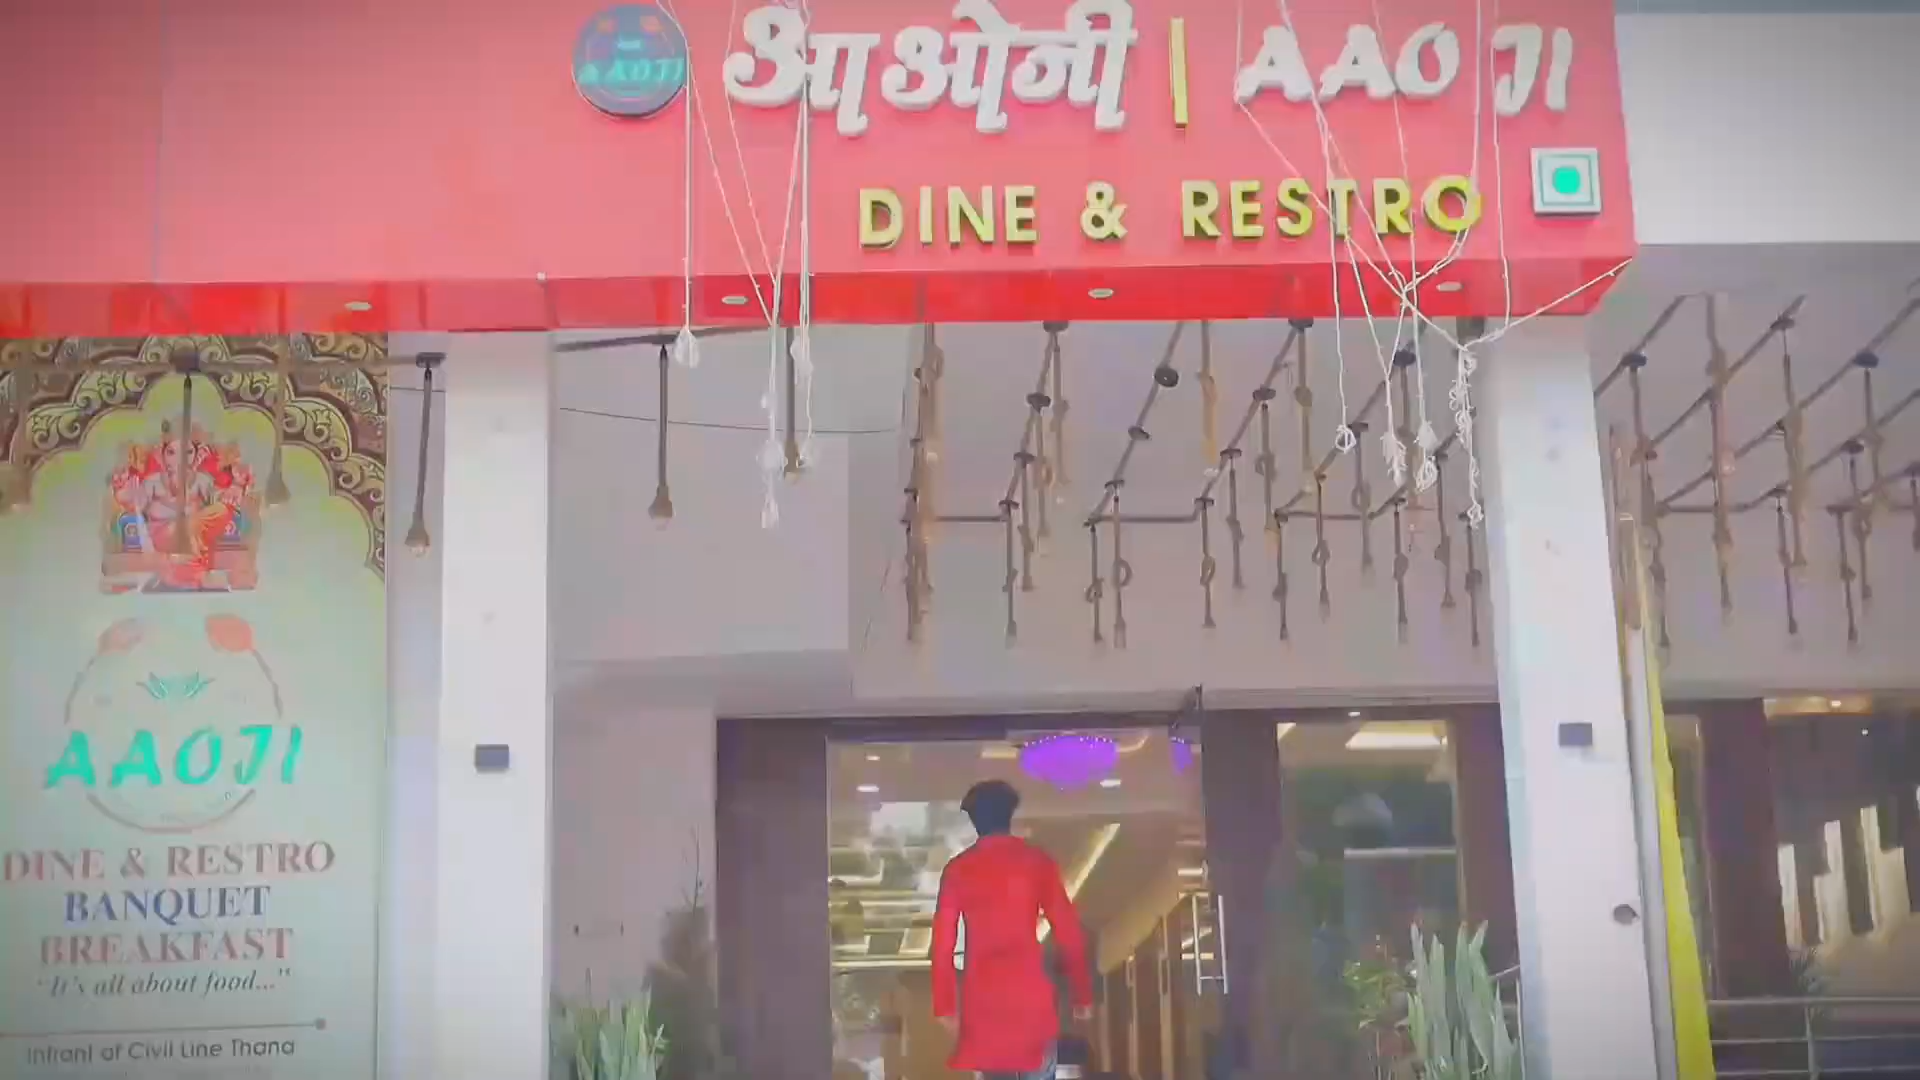 AAOJI
आओजी | AAO JI
DINE & RESTRO
AAOJI
DINE & RESTRO
BANQUET
BREAKFAST
"It's all about food..."
Infront of Civil Line Thana